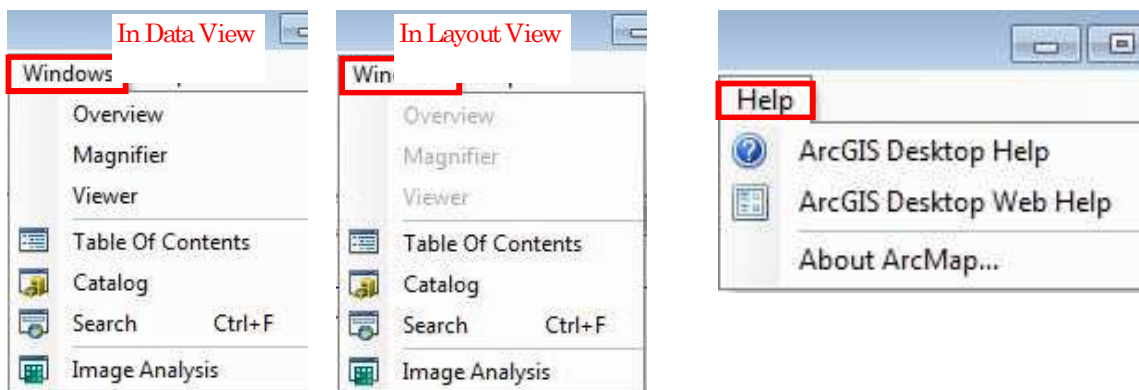 In Data View
Windows
Overview
Magnifier
Viewer
Table Of Contents
Catalog
Search Ctrl+F
Image Analysis
In Layout View
Win
Overview
Magnifier
Viewer
Table Of Contents
Catalog
Search Ctrl+F
Image Analysis
Help
ArcGIS Desktop Help
ArcGIS Desktop Web Help
About ArcMap...